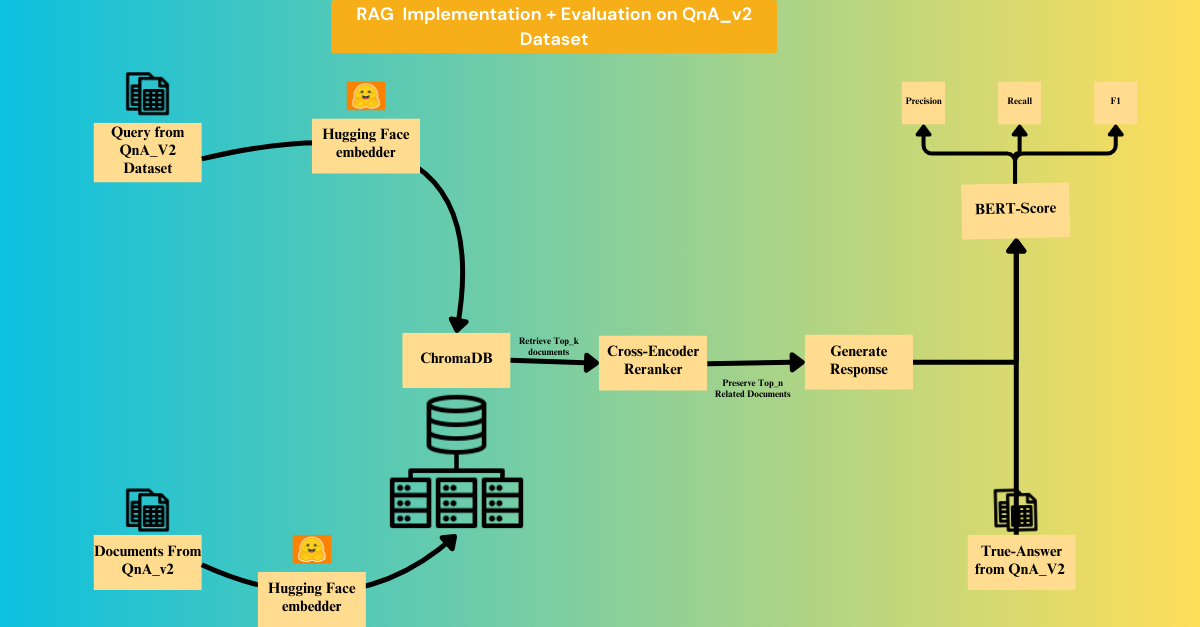 RAG Implementation + Evaluation on QnA_v2
Dataset
Query from
QnA_V2
Dataset
Hugging Face
embedder
Precision
Recall
F1
BERT-Score
ChromaDB
Retrieve Top_k
documents
Cross-Encoder
Reranker
Preserve Top_n
Related Documents
Generate
Response
Documents From
QnA_v2
Hugging Face
embedder
True-Answer
from QnA_V2